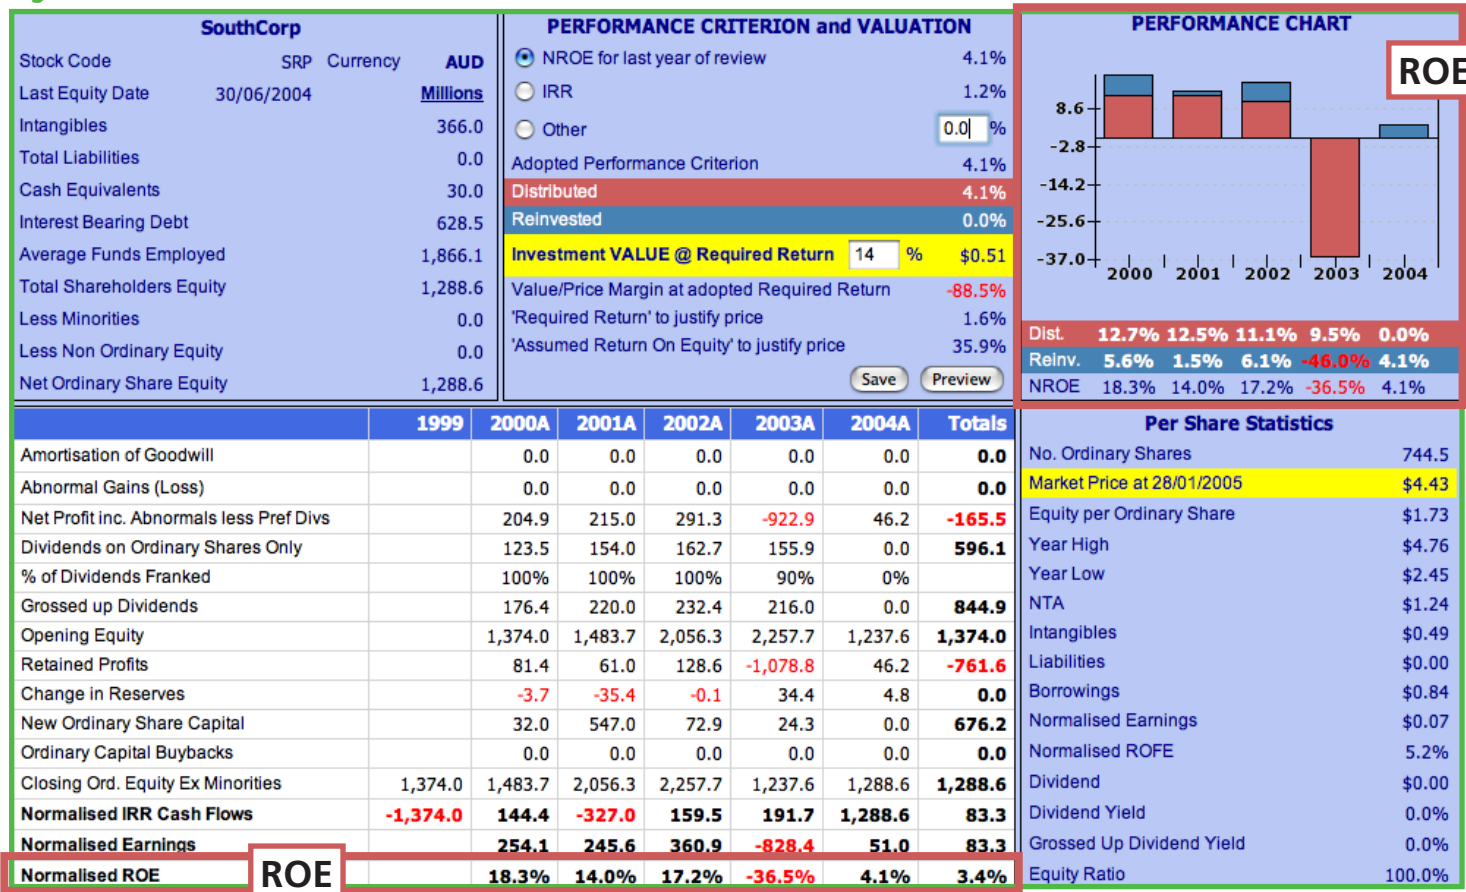 SouthCorp
Stock Code SRP Currency AUD
Last Equity Date 30/06/2004 Millions
Intangibles 366.0
Total Liabilities 0.0
Cash Equivalents 30.0
Interest Bearing Debt 628.5
Average Funds Employed 1,866.1
Total Shareholders Equity 1,288.6
Less Minorities 0.0
Less Non Ordinary Equity 0.0
Net Ordinary Share Equity 1,288.6
PERFORMANCE CRITERION and VALUATION
NROE for last year of review 4.1%
IRR 1.2%
Other 0.0 %
Adopted Performance Criterion 4.1%
Distributed 4.1%
Reinvested 0.0%
Investment VALUE @ Required Return 14 % $0.51
Value/Price Margin at adopted Required Return -88.5%
'Required Return' to justify price 1.6%
'Assumed Return On Equity' to justify price 35.9%
Save Preview
PERFORMANCE CHART
ROE
8.6
-2.8
-14.2
-25.6
-37.0
2000 2001 2002 2003 2004
Dist. 12.7% 12.5% 11.1% 9.5% 0.0%
Reinv. 5.6% 1.5% 6.1% -46.0% 4.1%
NROE 18.3% 14.0% 17.2% -36.5% 4.1%
1999 2000A 2001A 2002A 2003A 2004A Totals
Amortisation of Goodwill 0.0 0.0 0.0 0.0 0.0 0.0
Abnormal Gains (Loss) 0.0 0.0 0.0 0.0 0.0 0.0
Net Profit inc. Abnormals less Pref Divs 204.9 215.0 291.3 -922.9 46.2 -165.5
Dividends on Ordinary Shares Only 123.5 154.0 162.7 155.9 0.0 596.1
% of Dividends Franked 100% 100% 100% 90% 0%
Grossed up Dividends 176.4 220.0 232.4 216.0 0.0 844.9
Opening Equity 1,374.0 1,483.7 2,056.3 2,257.7 1,237.6 1,374.0
Retained Profits 81.4 61.0 128.6 -1,078.8 46.2 -761.6
Change in Reserves -3.7 -35.4 -0.1 34.4 4.8 0.0
New Ordinary Share Capital 32.0 547.0 72.9 24.3 0.0 676.2
Ordinary Capital Buybacks 0.0 0.0 0.0 0.0 0.0 0.0
Closing Ord. Equity Ex Minorities 1,374.0 1,483.7 2,056.3 2,257.7 1,237.6 1,288.6 1,288.6
Normalised IRR Cash Flows -1,374.0 144.4 -327.0 159.5 191.7 1,288.6 83.3
Normalised Earnings 254.1 245.6 360.9 -828.4 51.0 83.3
Normalised ROE ROE 18.3% 14.0% 17.2% -36.5% 4.1% 3.4%
Per Share Statistics
No. Ordinary Shares 744.5
Market Price at 28/01/2005 $4.43
Equity per Ordinary Share $1.73
Year High $4.76
Year Low $2.45
NTA $1.24
Intangibles $0.49
Liabilities $0.00
Borrowings $0.84
Normalised Earnings $0.07
Normalised ROFE 5.2%
Dividend $0.00
Dividend Yield 0.0%
Grossed Up Dividend Yield 0.0%
Equity Ratio 100.0%